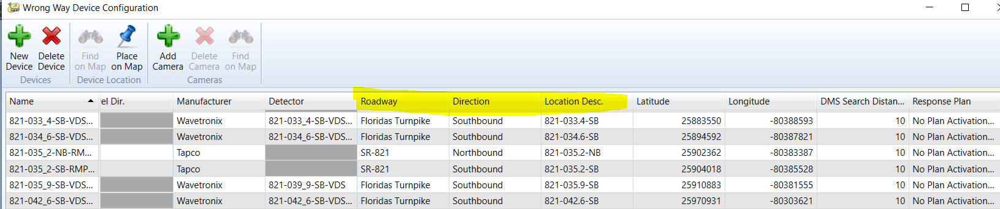 Wrong Way Device Configuration
New Device Delete Device Find on Map Place on Map Add Camera Delete Camera Find on Map
Devices Device Location Cameras
Name el Dir. Manufacturer Detector Roadway Direction Location Desc. Latitude Longitude DMS Search Distan... Response Plan
821-033_4-SB-VDS... Wavetronix 821-033_4-SB-VDS... Floridas Turnpike Southbound 821-033.4-SB 25883550 -80388593 10 No Plan Activation...
821-034_6-SB-VDS... Wavetronix 821-034_6-SB-VDS... Floridas Turnpike Southbound 821-034.6-SB 25894592 -80387821 10 No Plan Activation...
821-035_2-NB-RM... Tapco SR-821 Northbound 821-035.2-NB 25902362 -80383387 10 No Plan Activation...
821-035_2-SB-RMP... Tapco SR-821 Southbound 821-035.2-SB 25904018 -80385528 10 No Plan Activation...
821-035_9-SB-VDS... Wavetronix 821-039_9-SB-VDS Floridas Turnpike Southbound 821-035.9-SB 25910883 -80381555 10 No Plan Activation...
821-042_6-SB-VDS... Wavetronix 821-042_6-SB-VDS... Floridas Turnpike Southbound 821-042.6-SB 25970931 -80303621 10 No Plan Activation...